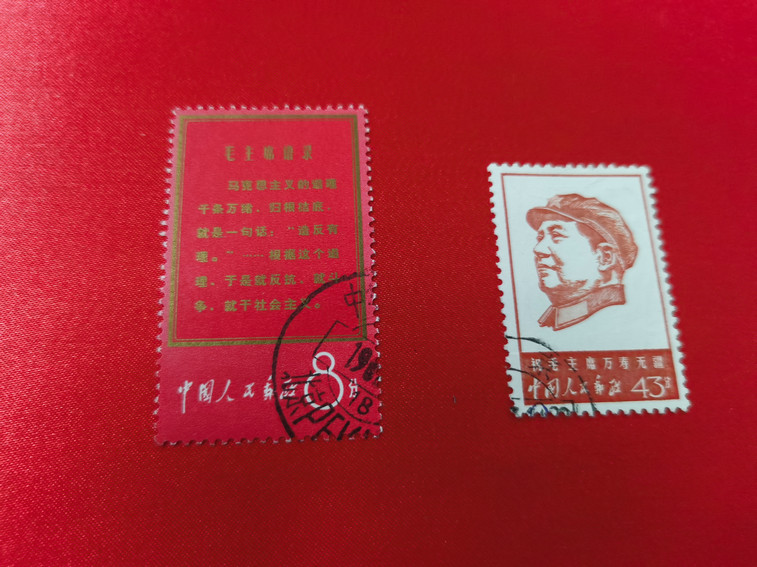 毛主席语录
马克思主义的道理
千条万绪，归根结底，
就是一句话：“造反有
理。”……根据这个道
理，于是就反抗，就斗
争，就干社会主义。
中国人民邮政 8分
祝毛主席万寿无疆
中国人民邮政 43分